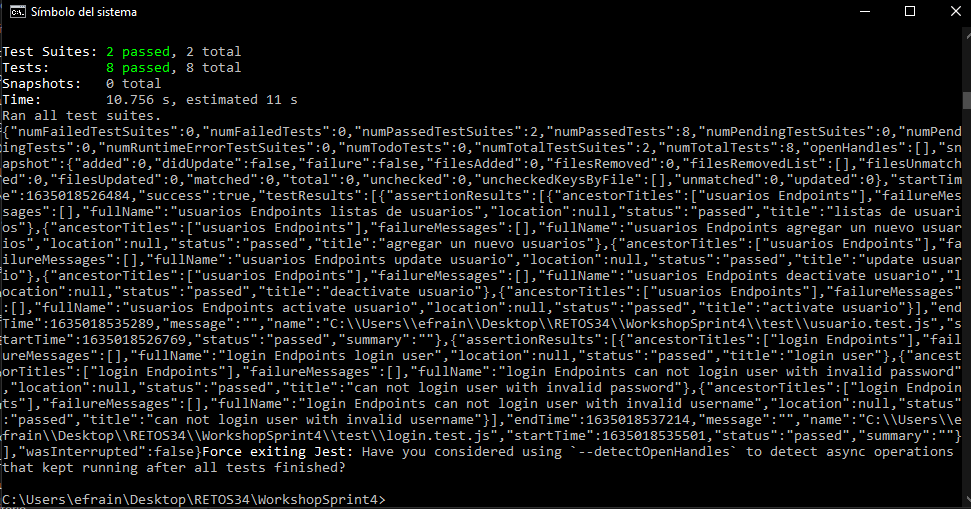 Símbolo del sistema
Test Suites: 2 passed, 2 total
Tests:       8 passed, 8 total
Snapshots:   0 total
Time:        10.756 s, estimated 11 s
Ran all test suites.
{"numFailedTestSuites":0,"numFailedTests":0,"numPassedTestSuites":2,"numPassedTests":8,"numPendingTestSuites":0,"numPend
ingTests":0,"numRuntimeErrorTestSuites":0,"numTodoTests":0,"numTotalTestSuites":2,"numTotalTests":8,"openHandles":[],"sn
apshot":{"added":0,"didUpdate":false,"failure":false,"filesAdded":0,"filesRemoved":0,"filesRemovedList":[],"filesUnmatch
ed":0,"filesUpdated":0,"matched":0,"total":0,"unchecked":0,"uncheckedKeysByFile":[],"unmatched":0,"updated":0},"startTim
e":1635018526484,"success":true,"testResults":[{"assertionResults":[{"ancestorTitles":["usuarios Endpoints"],"failureMes
sages":[],"fullName":"usuarios Endpoints listas de usuarios","location":null,"status":"passed","title":"listas de usuari
os"},{"ancestorTitles":["usuarios Endpoints"],"failureMessages":[],"fullName":"usuarios Endpoints agregar un nuevo usuar
ios","location":null,"status":"passed","title":"agregar un nuevo usuarios"},{"ancestorTitles":["usuarios Endpoints"],"fa
ilureMessages":[],"fullName":"usuarios Endpoints update usuario","location":null,"status":"passed","title":"update usuar
io"},{"ancestorTitles":["usuarios Endpoints"],"failureMessages":[],"fullName":"usuarios Endpoints deactivate usuario","l
ocation":null,"status":"passed","title":"deactivate usuario"},{"ancestorTitles":["usuarios Endpoints"],"failureMessages"
:[],"fullName":"usuarios Endpoints activate usuario","location":null,"status":"passed","title":"activate usuario"}],"end
Time":1635018535289,"message":"","name":"C:\\Users\\efrain\\Desktop\\RETOS34\\WorkshopSprint4\\test\\usuario.test.js","s
tartTime":1635018526769,"status":"passed","summary":""},{"assertionResults":[{"ancestorTitles":["login Endpoints"],"fail
ureMessages":[],"fullName":"login Endpoints login user","location":null,"status":"passed","title":"login user"},{"ancest
orTitles":["login Endpoints"],"failureMessages":[],"fullName":"login Endpoints can not login user with invalid password"
,"location":null,"status":"passed","title":"can not login user with invalid password"},{"ancestorTitles":["login Endpoin
ts"],"failureMessages":[],"fullName":"login Endpoints can not login user with invalid username","location":null,"status"
:"passed","title":"can not login user with invalid username"}],"endTime":1635018537214,"message":"","name":"C:\\Users\\e
frain\\Desktop\\RETOS34\\WorkshopSprint4\\test\\login.test.js","startTime":1635018535501,"status":"passed","summary":""}
],"wasInterrupted":false}Force exiting Jest: Have you considered using `--detectOpenHandles` to detect async operations
that kept running after all tests finished?
C:\Users\efrain\Desktop\RETOS34\WorkshopSprint4>